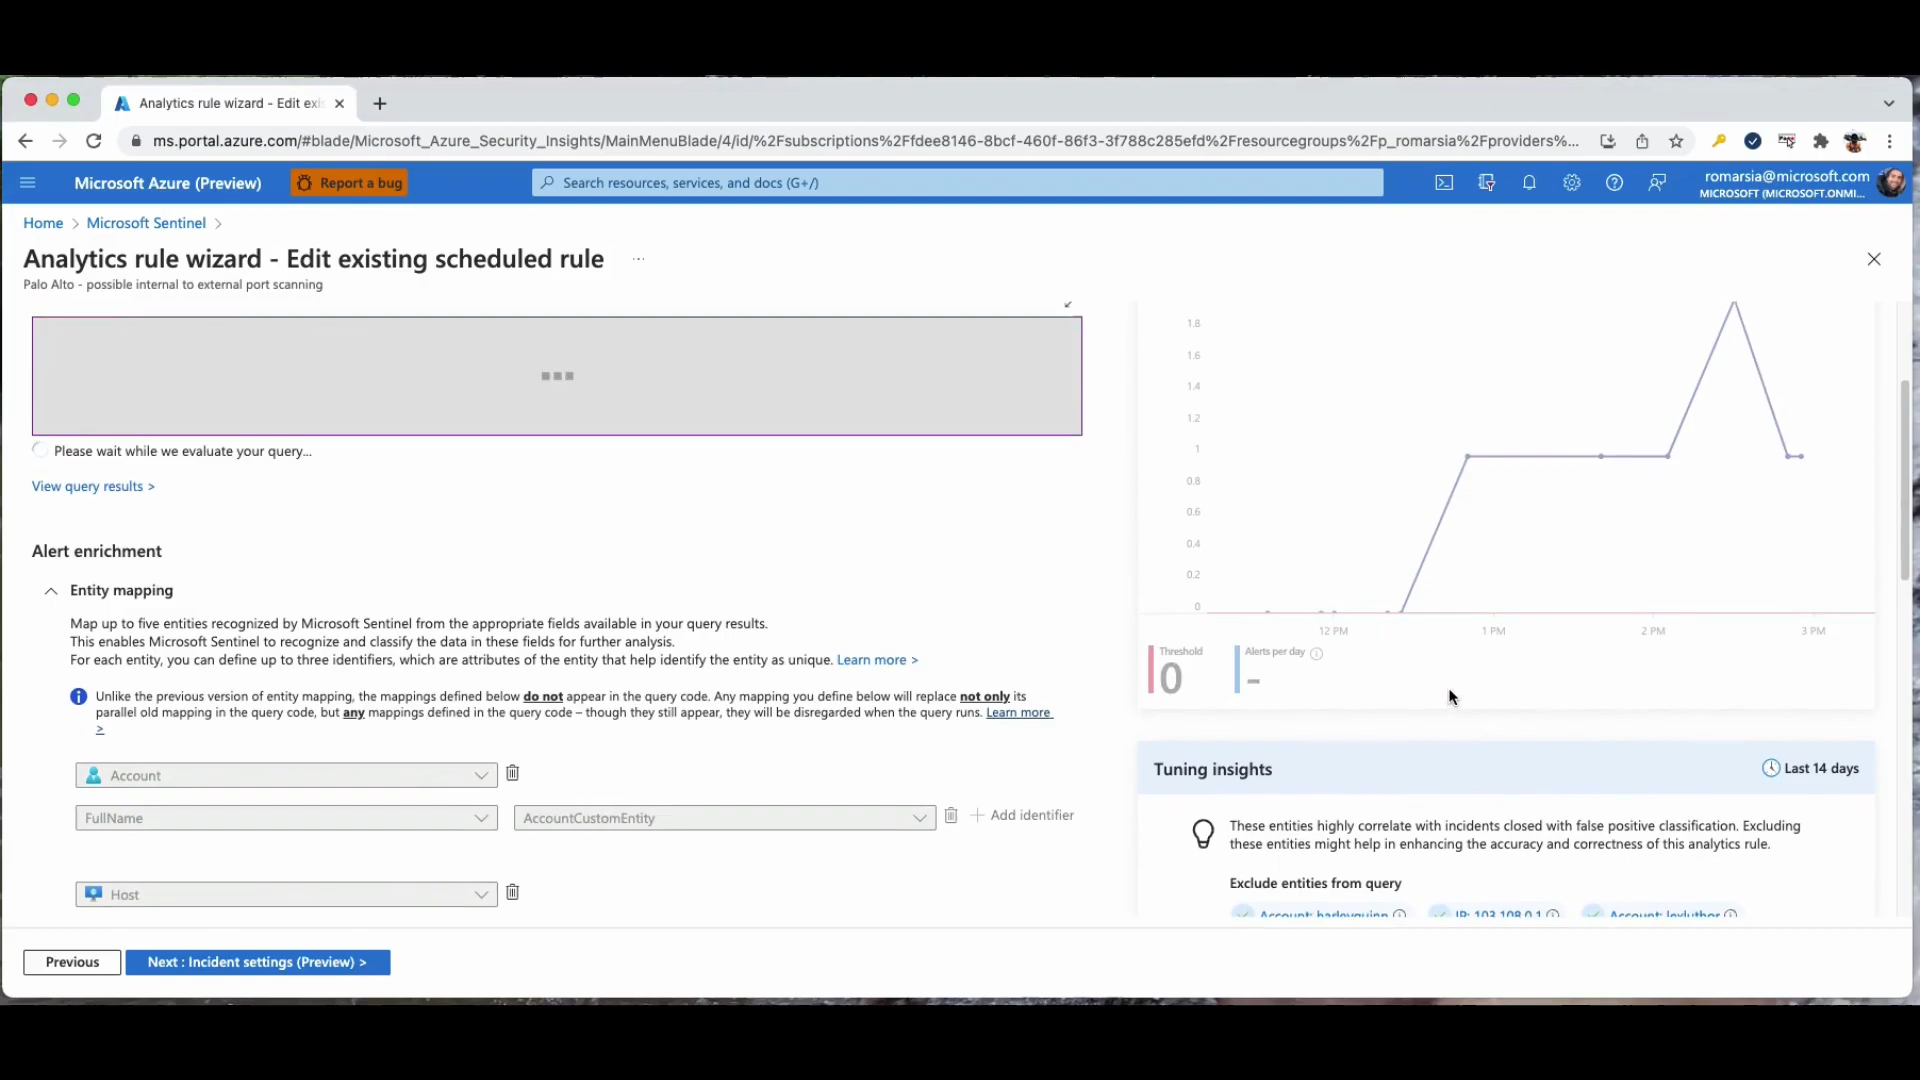 Analytics rule wizard - Edit exis
ms.portal.azure.com/#blade/Microsoft_Azure_Security_Insights/MainMenuBlade/4/id/%2Fsubscriptions%2Ffdee8146-8bcf-460f-86f3-3f788c285efd%2Fresourcegroups%2Fp_romarsia%2Fproviders%...
Microsoft Azure (Preview)
Report a bug
Search resources, services, and docs (G+/)
romarsia@microsoft.com
MICROSOFT (MICROSOFT.ONMI...
Home > Microsoft Sentinel >
Analytics rule wizard - Edit existing scheduled rule ...
Palo Alto - possible internal to external port scanning
Please wait while we evaluate your query...
View query results >
Alert enrichment
Entity mapping
Map up to five entities recognized by Microsoft Sentinel from the appropriate fields available in your query results.
This enables Microsoft Sentinel to recognize and classify the data in these fields for further analysis.
For each entity, you can define up to three identifiers, which are attributes of the entity that help identify the entity as unique. Learn more >
Unlike the previous version of entity mapping, the mappings defined below do not appear in the query code. Any mapping you define below will replace not only its
parallel old mapping in the query code, but any mappings defined in the query code – though they still appear, they will be disregarded when the query runs. Learn more
>
Account
FullName
AccountCustomEntity
Add identifier
Host
Previous
Next : Incident settings (Preview) >
1.8
1.6
1.4
1.2
1
0.8
0.6
0.4
0.2
0
12 PM
1 PM
2 PM
3 PM
Threshold
0
Alerts per day
-
Tuning insights
Last 14 days
These entities highly correlate with incidents closed with false positive classification. Excluding
these entities might help in enhancing the accuracy and correctness of this analytics rule.
Exclude entities from query
Account: harleyquinn
IP: 103.108.0.1
Account: lexluthor